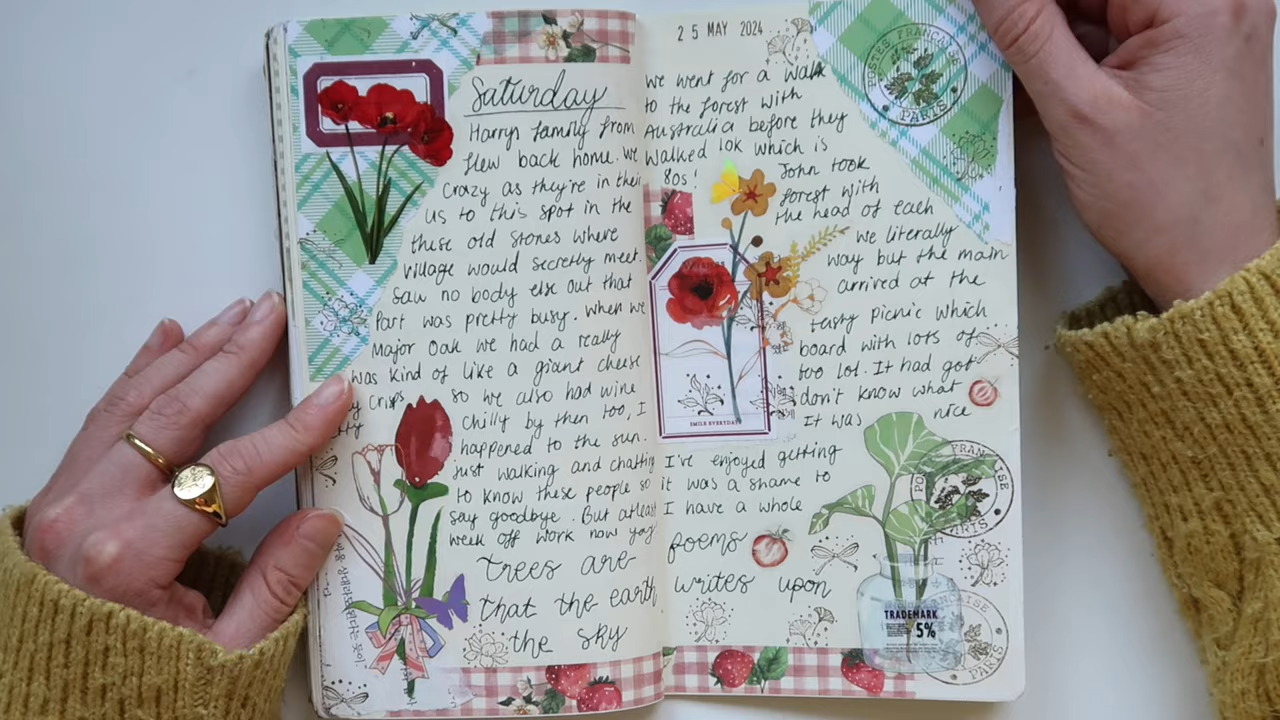 25 MAY 2024
Saturday
we went for a walk
to the forest with
Harrys family from Australia before they
flew back home. We walked 10k which is
crazy as they're in their 80s! John took
us to this spot in the forest with
these old stones where the head of each
village would secretly meet. we literally
saw no body else out that way but the main
part was pretty busy. When we arrived at the
Major Oak we had a really tasty picnic which
was kind of like a giant cheese board with lots of
crisps so we also had wine too lol. It had got
chilly by then too, I don't know what
happened to the sun. It was nice
just walking and chatting I've enjoyed getting
to know these people so it was a shame to
say goodbye. But atleast I have a whole
week off work now yay
trees are poems
that the earth writes upon
the sky
POSTES FRANCAISE
PARIS
SMILE EVERYDAY
TRADEMARK
5%
PARIS
PARIS